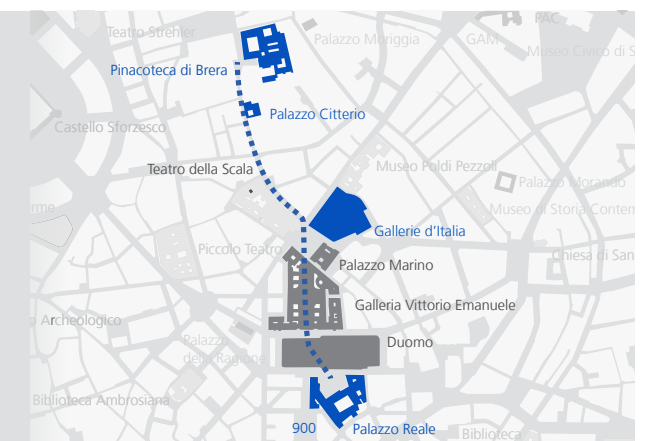 Teatro Strehler
PAC
Palazzo Moriggia
GAM
Museo Civico di S
Pinacoteca di Brera
Palazzo Citterio
Castello Sforzesco
Teatro della Scala
Museo Poldi Pezzoli
Palazzo Morando
rme
Museo di Storia Contem
Gallerie d'Italia
Piccolo Teatro
Chiesa di San
Palazzo Marino
Galleria Vittorio Emanuele
o Archeologico
Palazzo
della Ragione
Duomo
Biblioteca Ambrosiana
900
Palazzo Reale
Biblioteca